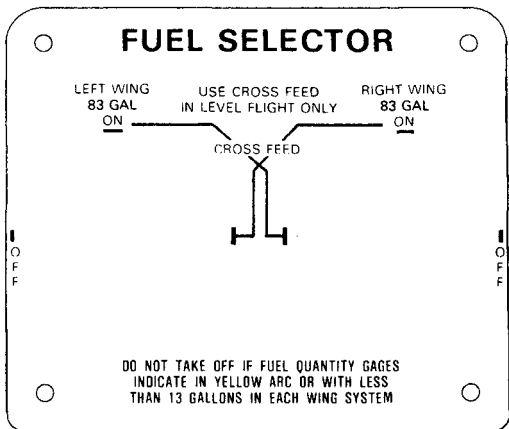 FUEL SELECTOR
LEFT WING
83 GAL
ON
USE CROSS FEED
IN LEVEL FLIGHT ONLY
RIGHT WING
83 GAL
ON
CROSS FEED
OFF
OFF
DO NOT TAKE OFF IF FUEL QUANTITY GAGES
INDICATE IN YELLOW ARC OR WITH LESS
THAN 13 GALLONS IN EACH WING SYSTEM